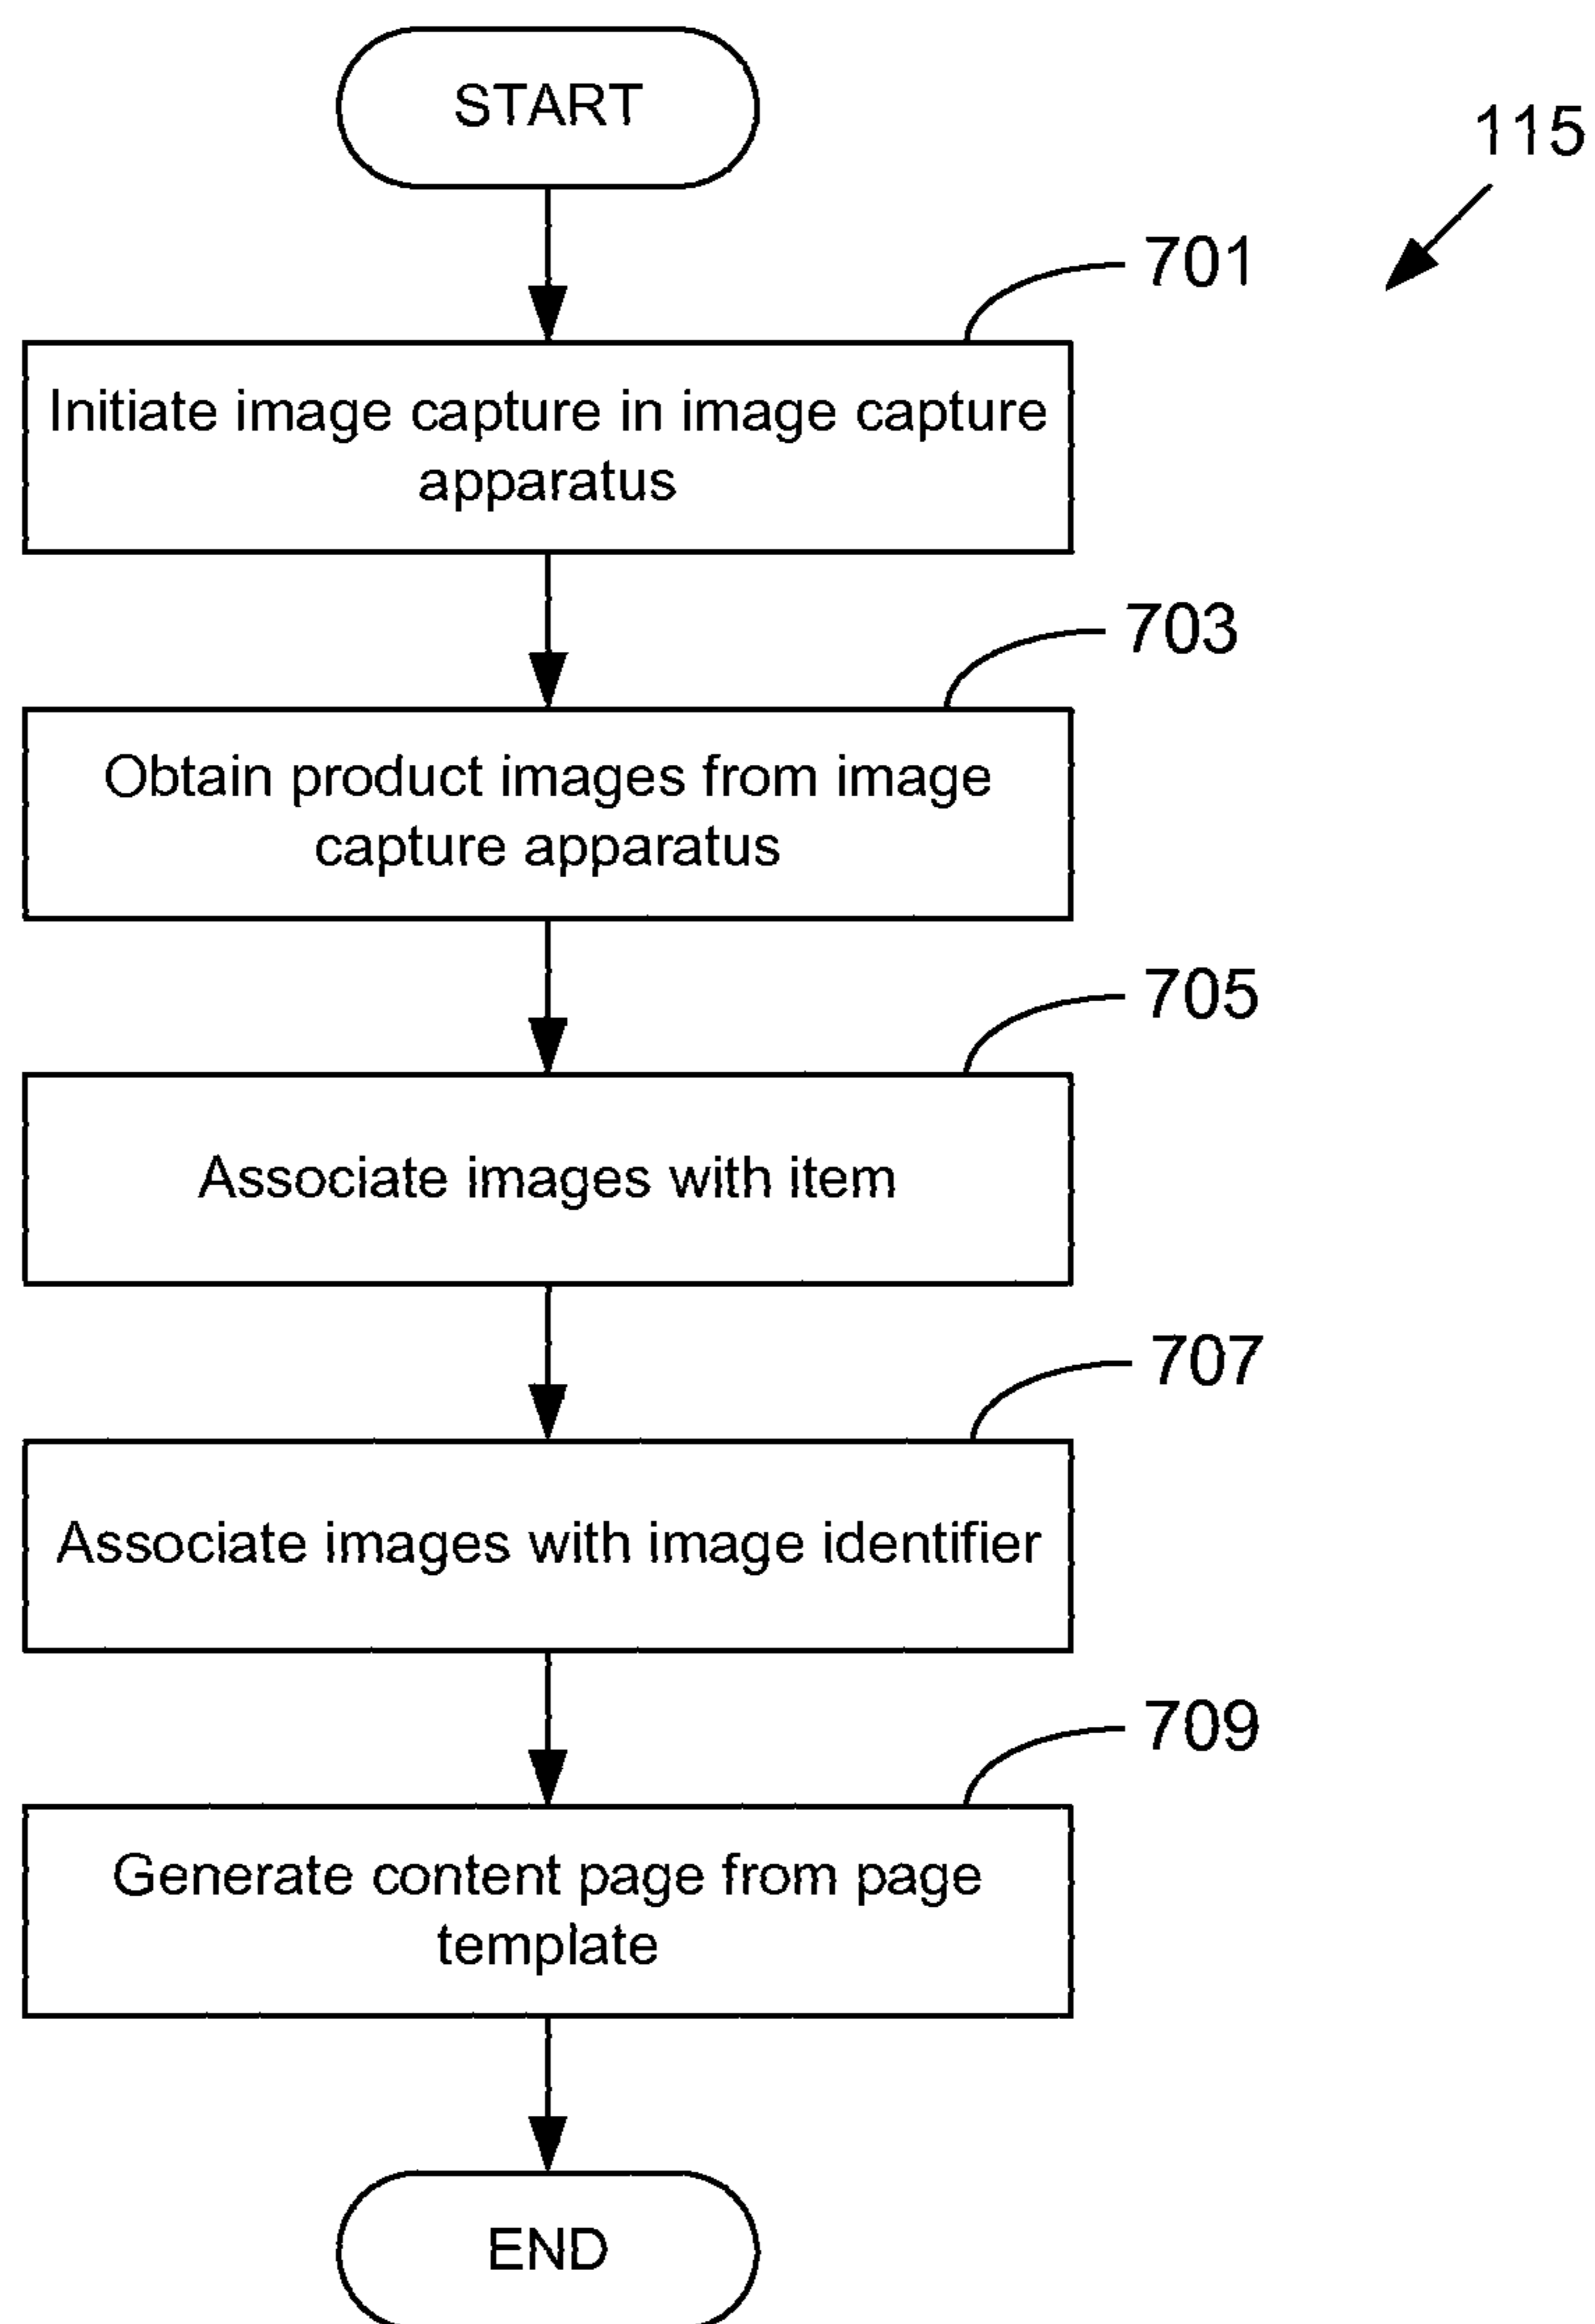 START
115
701
Initiate image capture in image capture
apparatus
703
Obtain product images from image
capture apparatus
705
Associate images with item
707
Associate images with image identifier
709
Generate content page from page
template
END